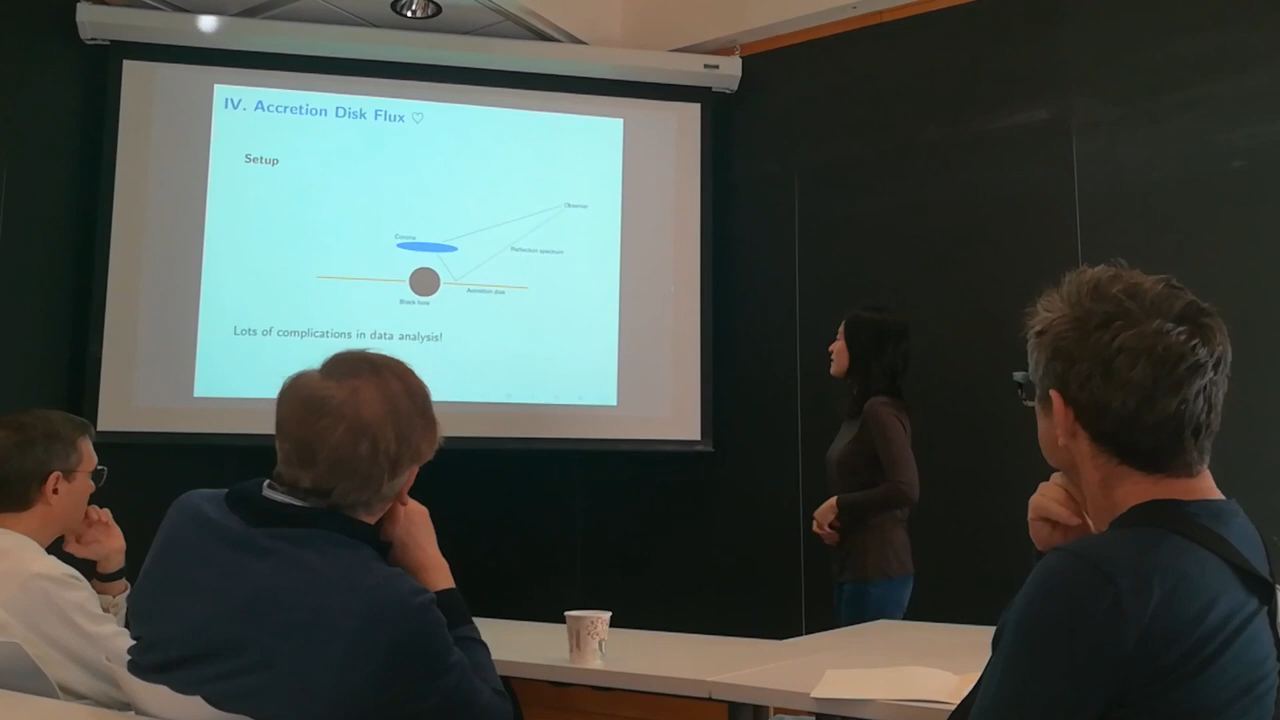 IV. Accretion Disk Flux ♡
Setup
Observer
Corona
Reflection spectrum
Accretion disk
Black hole
Lots of complications in data analysis!